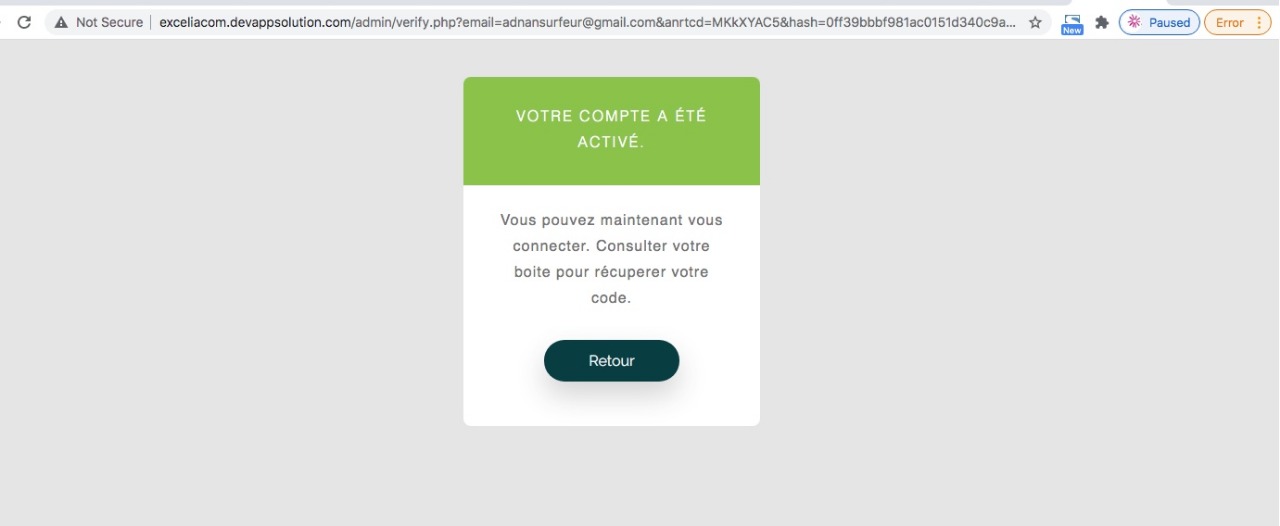 Not Secure exceliacom.devappsolution.com/admin/verify.php?email=adnansurfeur@gmail.com&anrtcd=MKkXYAC5&hash=0ff39bbbf981ac0151d340c9a... New Paused Error
VOTRE COMPTE A ÉTÉ
ACTIVÉ.
Vous pouvez maintenant vous
connecter. Consulter votre
boite pour récuperer votre
code.
Retour